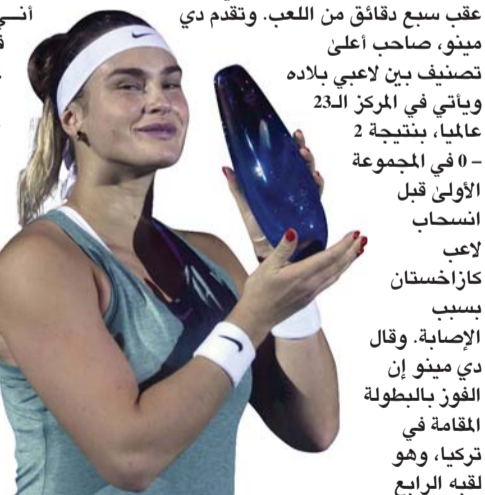 عقب سبع دقائق من اللعب. وتقدم دي
مينو، صاحب أعلى
تصنيف بين لاعبي بلاده
ويأتي في المركز الـ23
عالميا، بنتيجة 2
– 0 في المجموعة
الأولى قبل
انسحاب
لاعب
كازاخستان
بسبب
الإصابة. وقال
دي مينو إن
الفوز بالبطولة
المقامة في
تركيا، وهو
لقبه الرابع